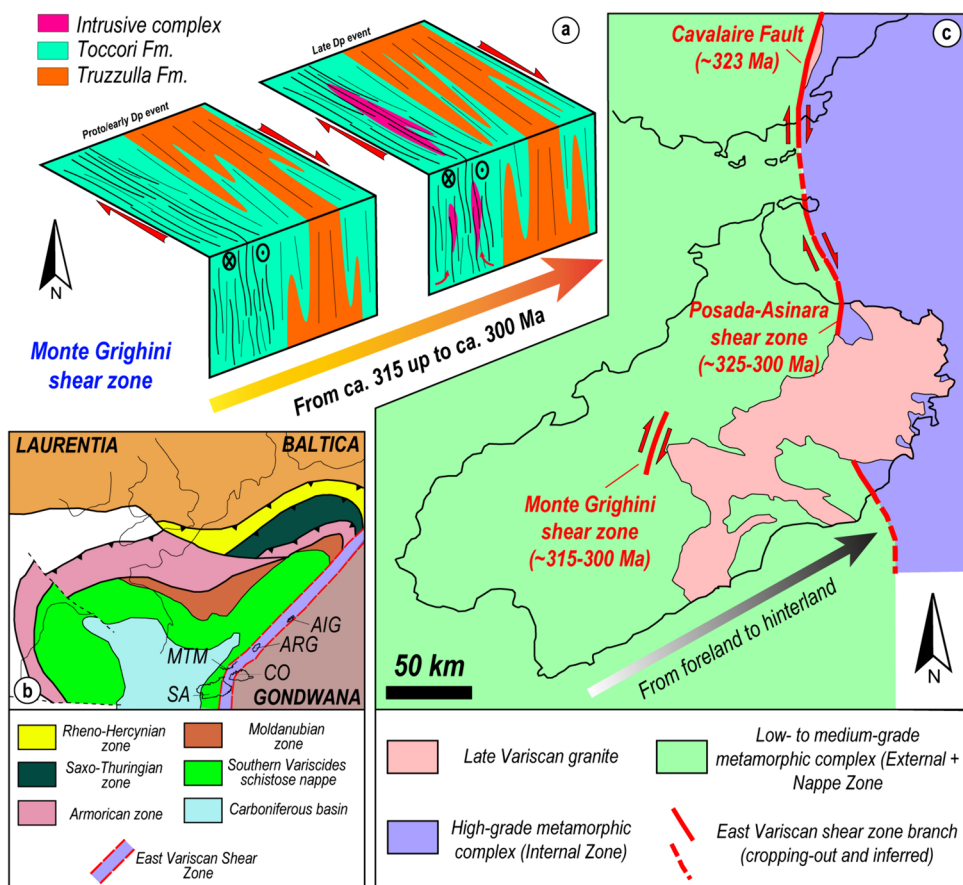 Intrusive complex
Toccori Fm.
Truzzulla Fm.
a
Proto/early Dp event
Late Dp event
N
Monte Grighini
shear zone
From ca. 315 up to ca. 300 Ma
c
Cavalaire Fault
(~323 Ma)
Posada-Asinara
shear zone
(~325-300 Ma)
Monte Grighini
shear zone
(~315-300 Ma)
From foreland to hinterland
50 km
N
LAURENTIA
BALTICA
AIG
ARG
MTM
CO
SA
GONDWANA
b
Rheno-Hercynian
zone
Moldanubian
zone
Saxo-Thuringian
zone
Southern Variscides
schistose nappe
Armorican zone
Carboniferous basin
East Variscan Shear
Zone
Late Variscan granite
Low- to medium-grade
metamorphic complex (External +
Nappe Zone
High-grade metamorphic
complex (Internal Zone)
East Variscan shear zone branch
(cropping-out and inferred)